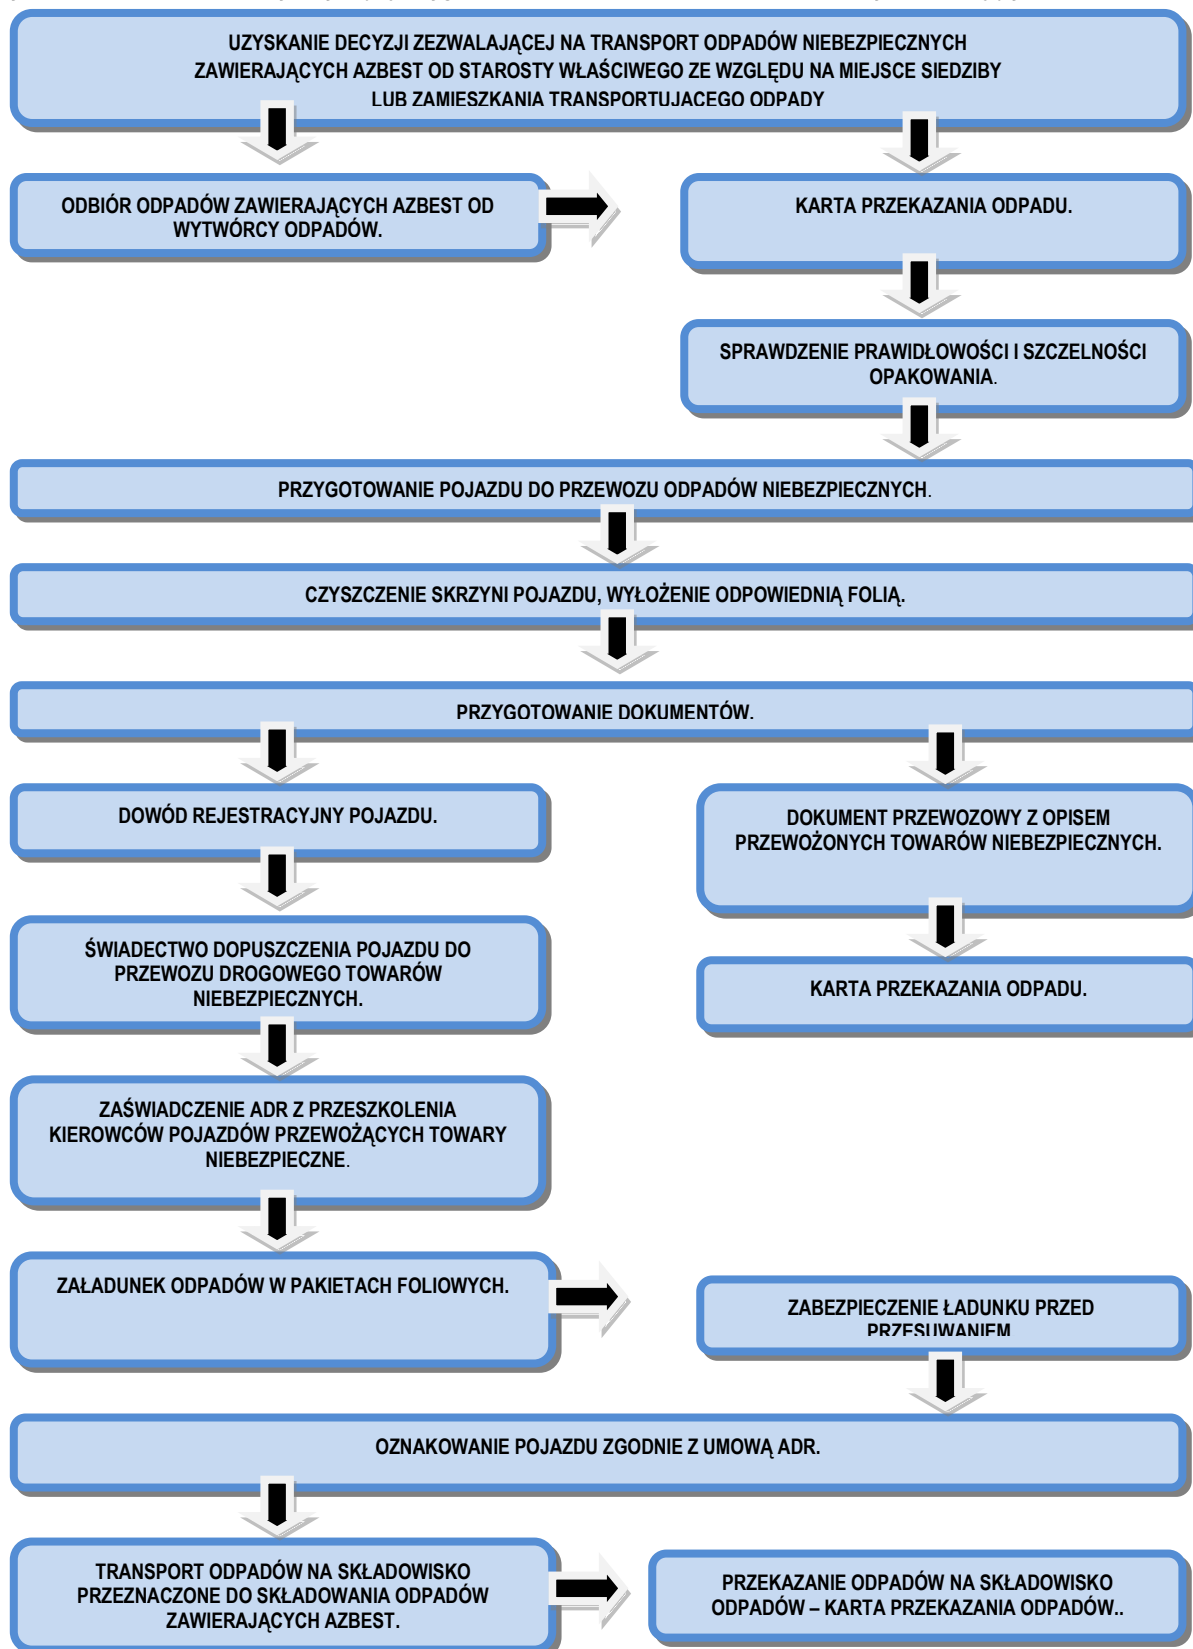 UZYSKANIE DECYZJI ZEZWALAJĄCEJ NA TRANSPORT ODPADÓW NIEBEZPIECZNYCH
ZAWIERAJĄCYCH AZBEST OD STAROSTY WŁAŚCIWEGO ZE WZGLĘDU NA MIEJSCE SIEDZIBY
LUB ZAMIESZKANIA TRANSPORTUJACEGO ODPADY
ODBIÓR ODPADÓW ZAWIERAJĄCYCH AZBEST OD
WYTWÓRCY ODPADÓW.
KARTA PRZEKAZANIA ODPADU.
SPRAWDZENIE PRAWIDŁOWOŚCI I SZCZELNOŚCI
OPAKOWANIA.
PRZYGOTOWANIE POJAZDU DO PRZEWOZU ODPADÓW NIEBEZPIECZNYCH.
CZYSZCZENIE SKRZYNI POJAZDU, WYŁOŻENIE ODPOWIEDNIĄ FOLIĄ.
PRZYGOTOWANIE DOKUMENTÓW.
DOWÓD REJESTRACYJNY POJAZDU.
DOKUMENT PRZEWOZOWY Z OPISEM
PRZEWOŻONYCH TOWARÓW NIEBEZPIECZNYCH.
ŚWIADECTWO DOPUSZCZENIA POJAZDU DO
PRZEWOZU DROGOWEGO TOWARÓW
NIEBEZPIECZNYCH.
KARTA PRZEKAZANIA ODPADU.
ZAŚWIADCZENIE ADR Z PRZESZKOLENIA
KIEROWCÓW POJAZDÓW PRZEWOŻĄCYCH TOWARY
NIEBEZPIECZNE.
ZAŁADUNEK ODPADÓW W PAKIETACH FOLIOWYCH.
ZABEZPIECZENIE ŁADUNKU PRZED
PRZESUWANIEM
OZNAKOWANIE POJAZDU ZGODNIE Z UMOWĄ ADR.
TRANSPORT ODPADÓW NA SKŁADOWISKO
PRZEZNACZONE DO SKŁADOWANIA ODPADÓW
ZAWIERAJĄCYCH AZBEST.
PRZEKAZANIE ODPADÓW NA SKŁADOWISKO
ODPADÓW – KARTA PRZEKAZANIA ODPADÓW..